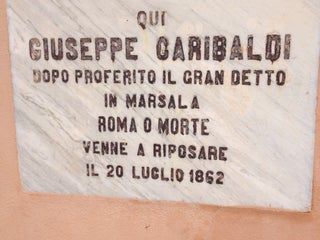 QUI
GIUSEPPE GARIBALDI
DOPO PROFERITO IL GRAN DETTO
IN MARSALA
ROMA O MORTE
VENNE A RIPOSARE
IL 20 LUGLIO 1862